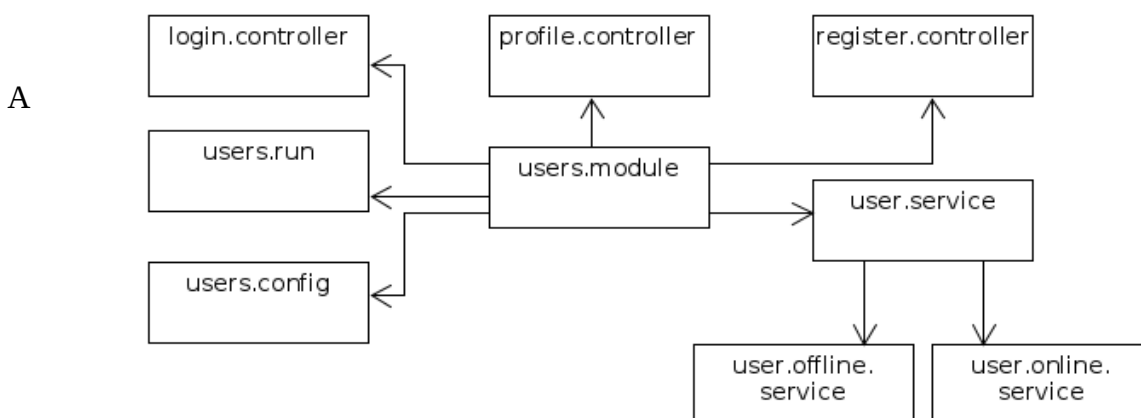 login.controller
profile.controller
register.controller
A
users.run
users.module
user.service
users.config
user.offline.
service
user.online.
service